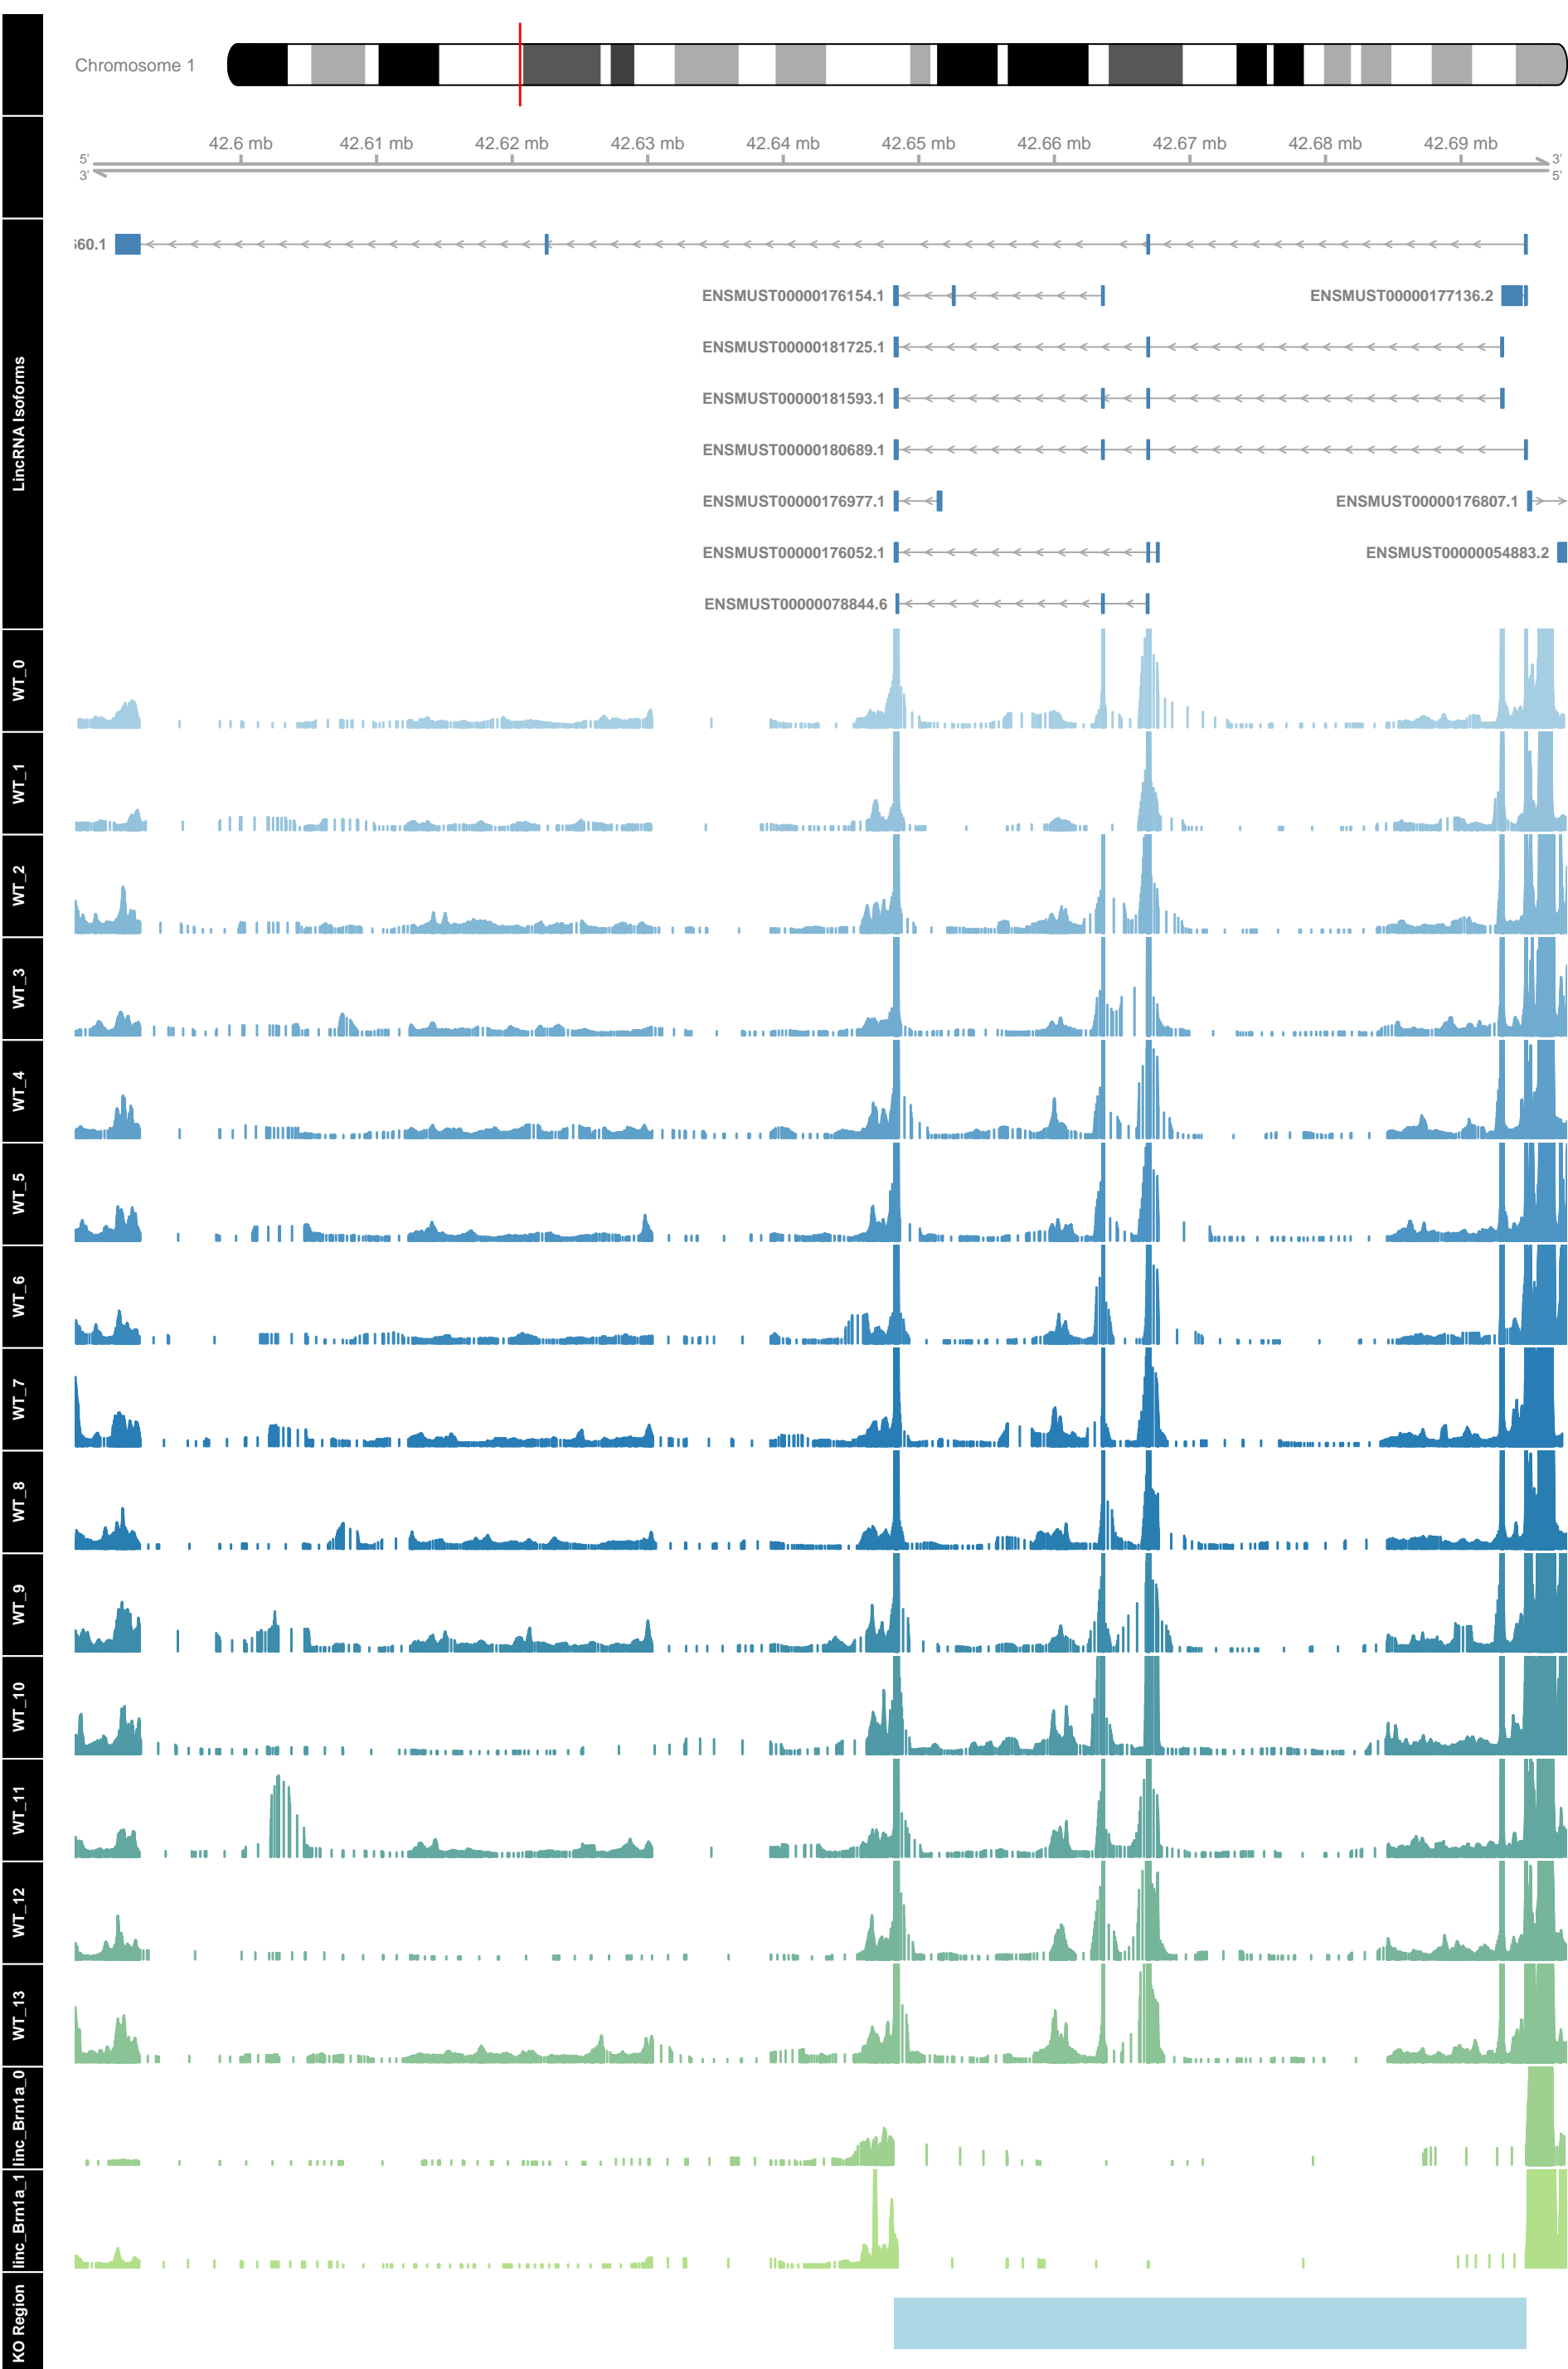 Chromosome 1
42.6 mb 42.61 mb 42.62 mb 42.63 mb 42.64 mb 42.65 mb 42.66 mb 42.67 mb 42.68 mb 42.69 mb
5' 3'
3' 5'
LincRNA Isoforms
60.1
ENSMUST00000176154.1 ENSMUST00000177136.2
ENSMUST00000181725.1
ENSMUST00000181593.1
ENSMUST00000180689.1
ENSMUST00000176977.1 ENSMUST00000176807.1
ENSMUST00000176052.1 ENSMUST00000054883.2
ENSMUST00000078844.6
WT_0
WT_1
WT_2
WT_3
WT_4
WT_5
WT_6
WT_7
WT_8
WT_9
WT_10
WT_11
WT_12
WT_13
linc_Brn1a_0
linc_Brn1a_1
KO Region